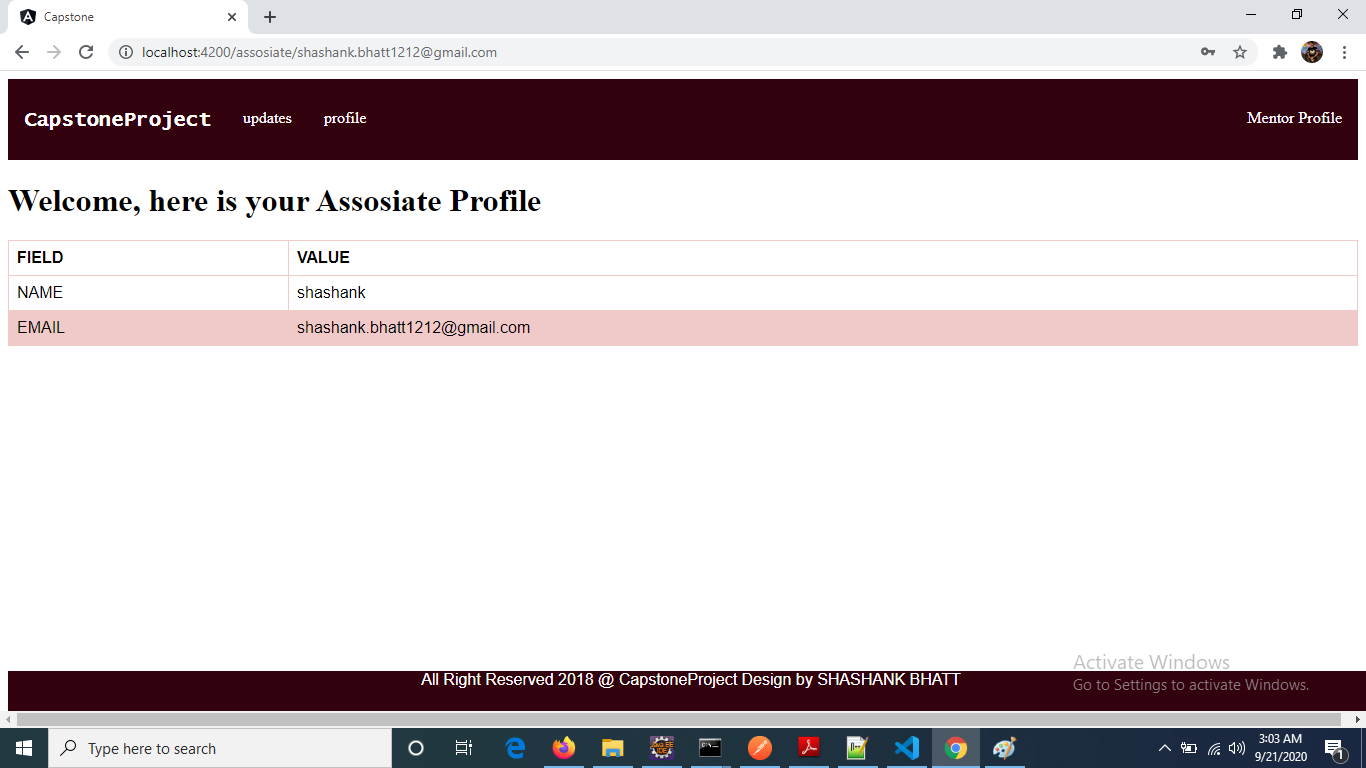 Capstone
localhost:4200/assosiate/shashank.bhatt1212@gmail.com
CapstoneProject updates profile Mentor Profile
Welcome, here is your Assosiate Profile
FIELD VALUE
NAME shashank
EMAIL shashank.bhatt1212@gmail.com
Activate Windows
All Right Reserved 2018 @ CapstoneProject Design by SHASHANK BHATT
Go to Settings to activate Windows.
Type here to search
3:03 AM
9/21/2020
1